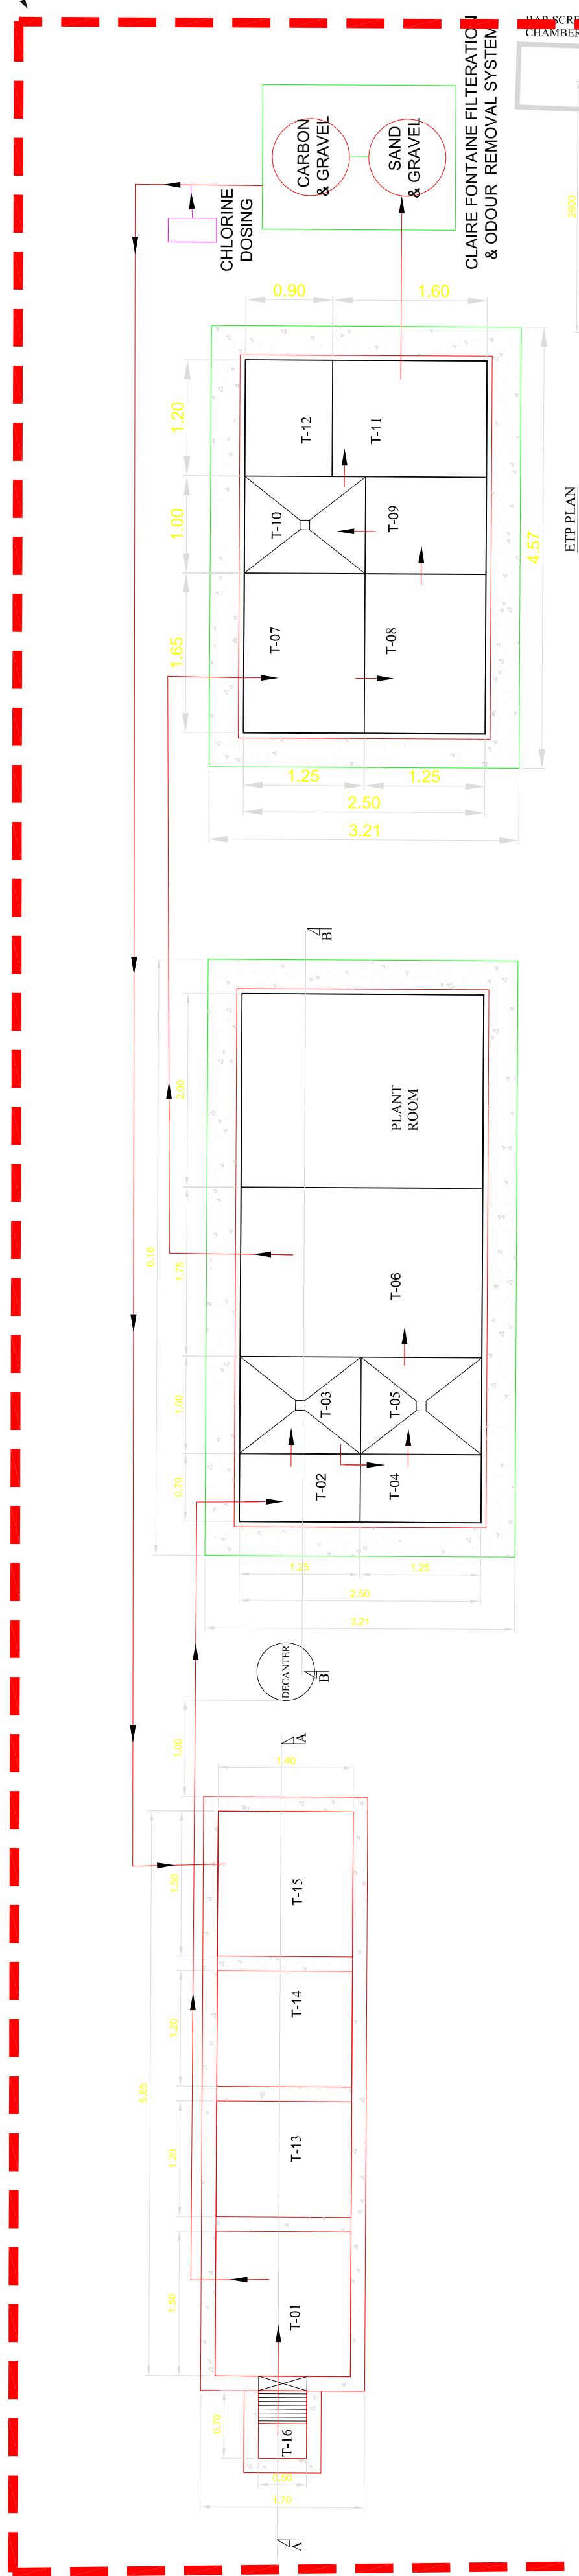 BAR SCRE
CHAMBER
CLAIRE FONTAINE FILTERATION
& ODOUR REMOVAL SYSTEM
CARBON
& GRAVEL
SAND
& GRAVEL
CHLORINE
DOSING
2000
0.90
1.60
1.20
1.00
1.65
T-12
T-11
T-10
T-09
T-07
T-08
4.57
ETP PLAN
1.25
1.25
2.50
3.21
B
2.00
PLANT
ROOM
6.18
1.75
T-06
1.00
T-03
T-05
0.70
T-02
T-04
1.25
1.25
2.50
3.21
DECANTER
B
1.00
A
1.40
T-15
1.50
T-14
1.20
5.85
T-13
1.20
T-01
1.50
T-16
0.70
0.50
1.70
A